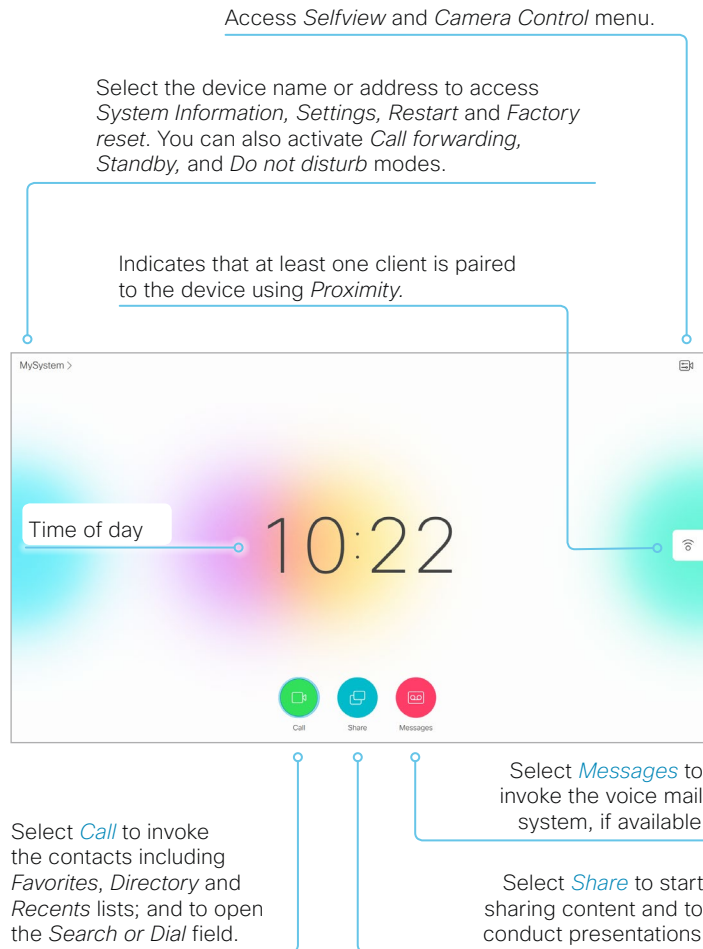 Access Selfview and Camera Control menu.
Select the device name or address to access
System Information, Settings, Restart and Factory
reset. You can also activate Call forwarding,
Standby, and Do not disturb modes.
Indicates that at least one client is paired
to the device using Proximity.
MySystem >
Time of day
10:22
Call
Share
Messages
Select Messages to
invoke the voice mail
system, if available
Select Call to invoke
the contacts including
Favorites, Directory and
Recents lists; and to open
the Search or Dial field.
Select Share to start
sharing content and to
conduct presentations